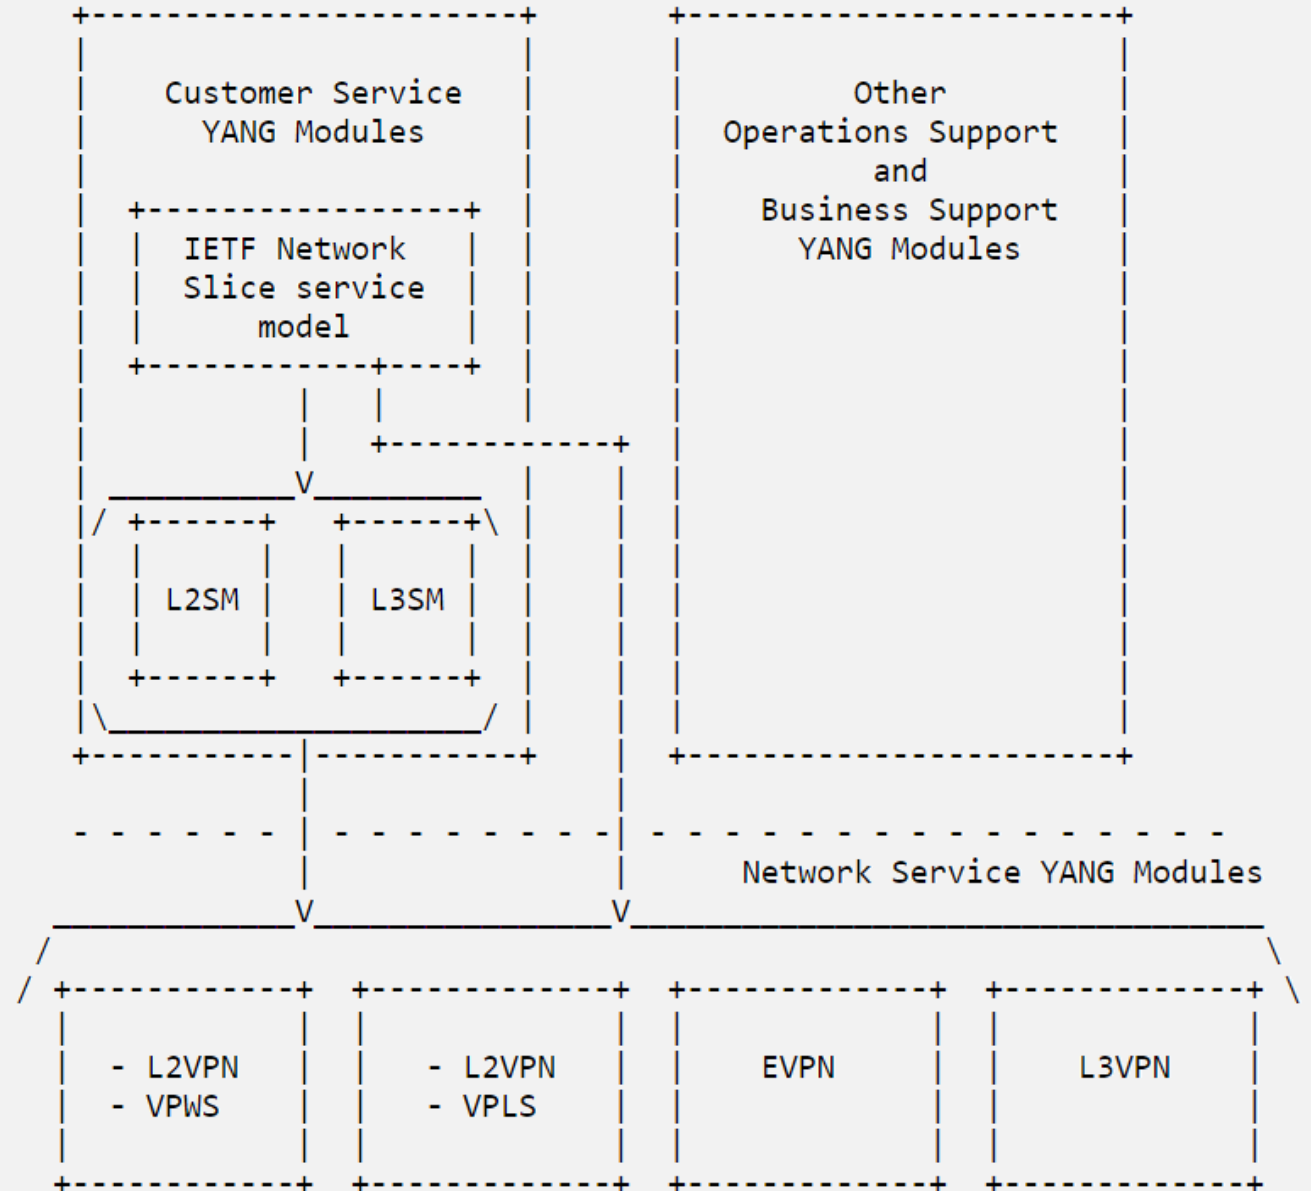 Customer Service
YANG Modules
IETF Network
Slice service
model
Other
Operations Support
and
Business Support
YANG Modules
V
L2SM
L3SM
Network Service YANG Modules
V
V
- L2VPN
- VPWS
- L2VPN
- VPLS
EVPN
L3VPN